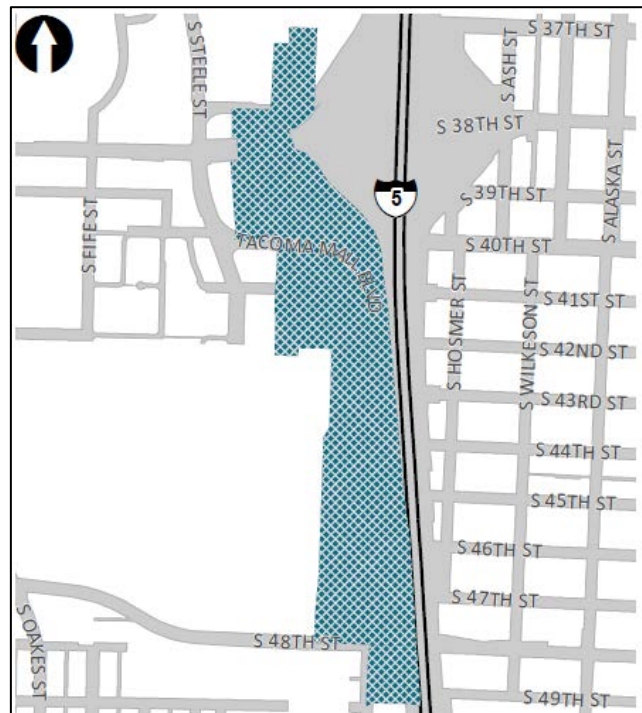 S 37TH ST
S STEELE ST
S ASH ST
S 38TH ST
S ALASKA ST
5
S 39TH ST
S FIFE ST
TACOMA MALL BLVD
S 40TH ST
S HOSMER ST
S WILKESON ST
S 41ST ST
S 42ND ST
S 43RD ST
S 44TH ST
S 45TH ST
S 46TH ST
S 47TH ST
S OAKES ST
S 48TH ST
S 49TH ST